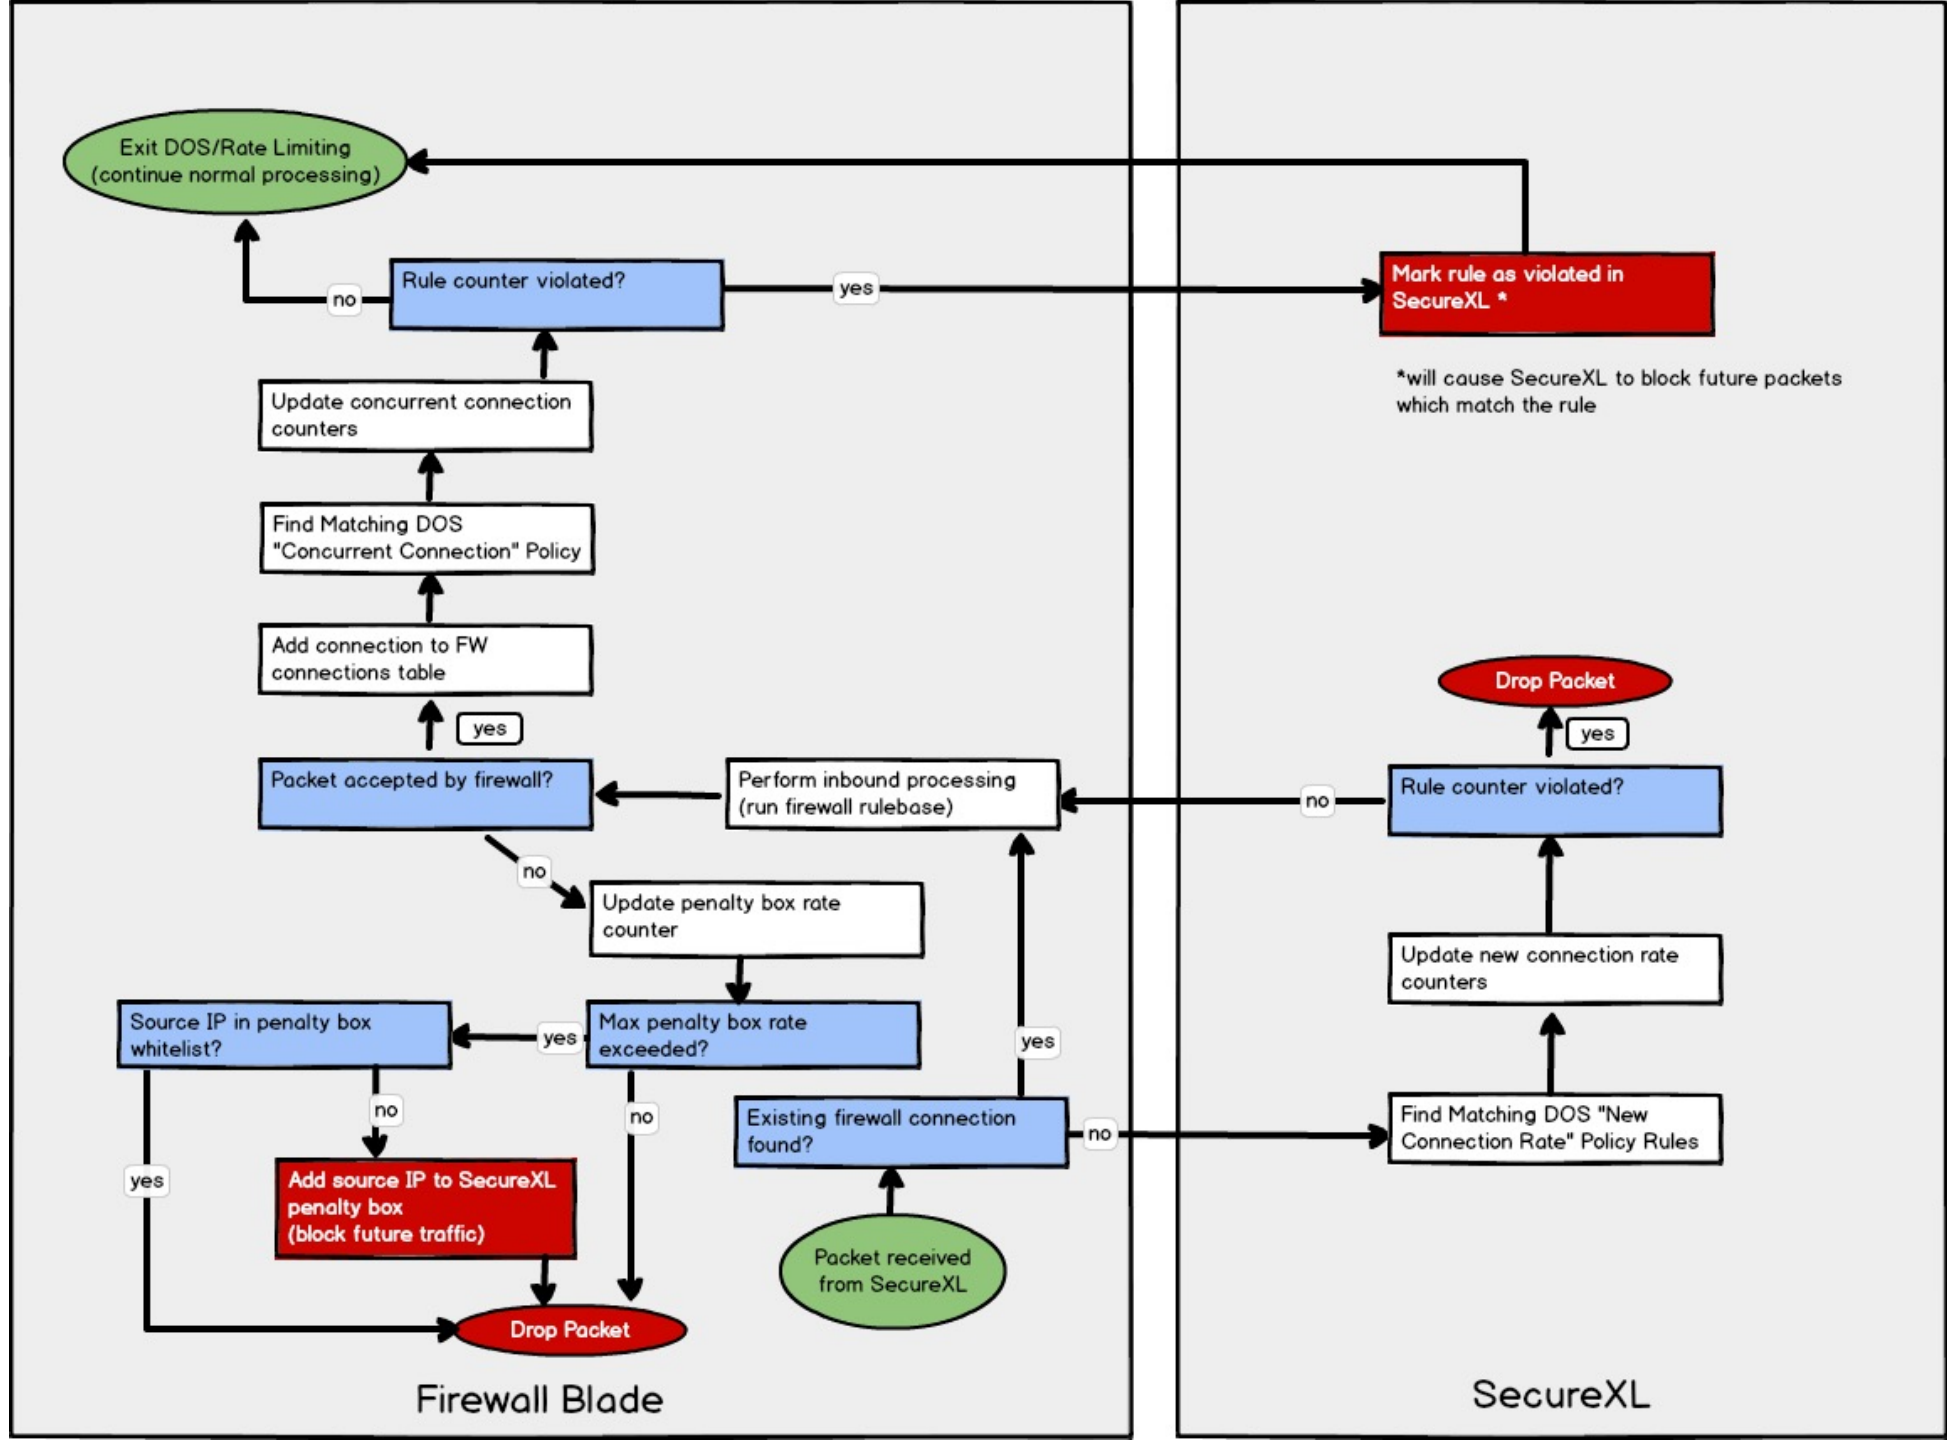 Exit DOS/Rate Limiting
(continue normal processing)
Rule counter violated?
no
yes
Mark rule as violated in
SecureXL *
*will cause SecureXL to block future packets
which match the rule
Update concurrent connection
counters
Find Matching DOS
"Concurrent Connection" Policy
Add connection to FW
connections table
yes
Packet accepted by firewall?
Perform inbound processing
(run firewall rulebase)
no
Drop Packet
yes
Rule counter violated?
no
Update penalty box rate
counter
Update new connection rate
counters
Source IP in penalty box
whitelist?
yes
Max penalty box rate
exceeded?
yes
no
no
Existing firewall connection
found?
no
Find Matching DOS "New
Connection Rate" Policy Rules
yes
Add source IP to SecureXL
penalty box
(block future traffic)
Packet received
from SecureXL
Drop Packet
Firewall Blade
SecureXL